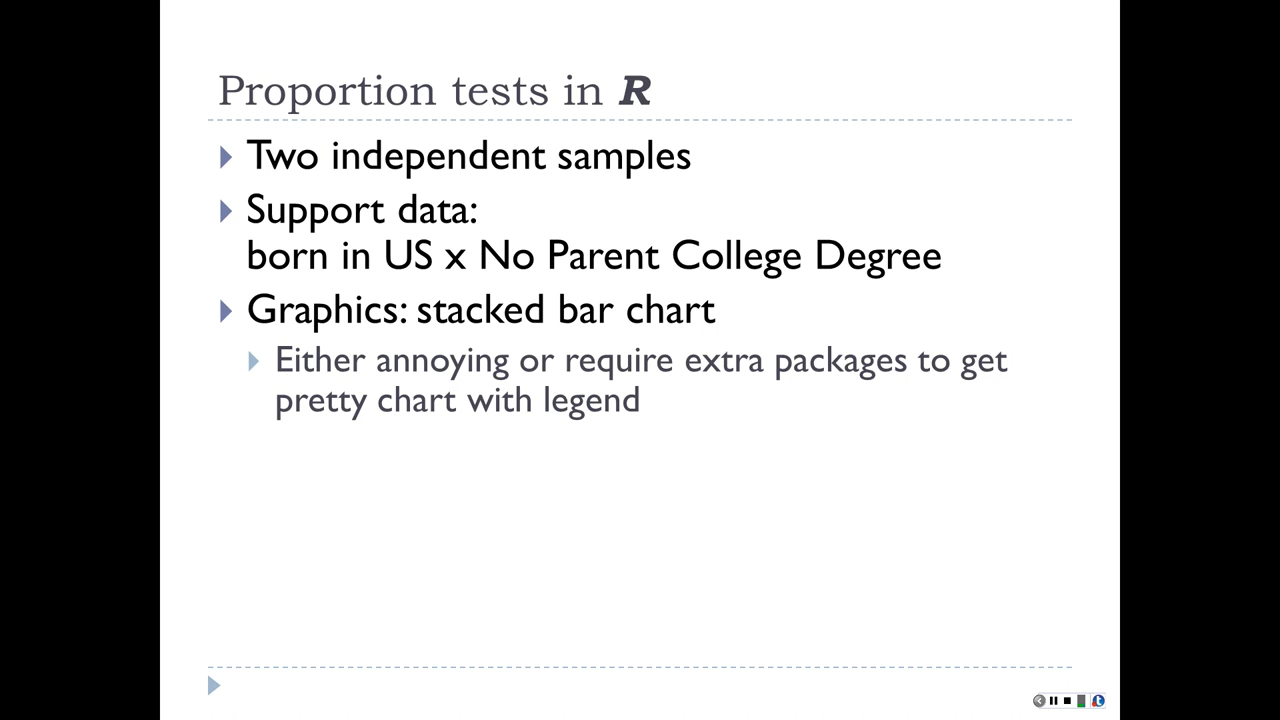 Proportion tests in R
Two independent samples
Support data:
born in US x No Parent College Degree
Graphics: stacked bar chart
Either annoying or require extra packages to get
pretty chart with legend